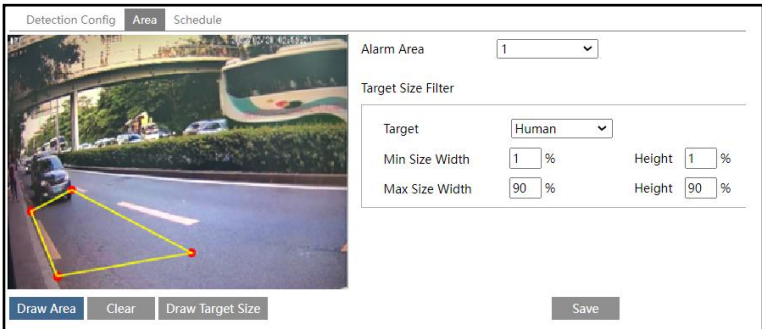 Detection Config Area Schedule
Alarm Area 1
Target Size Filter
Target Human
Min Size Width 1 % Height 1 %
Max Size Width 90 % Height 90 %
Draw Area Clear Draw Target Size Save